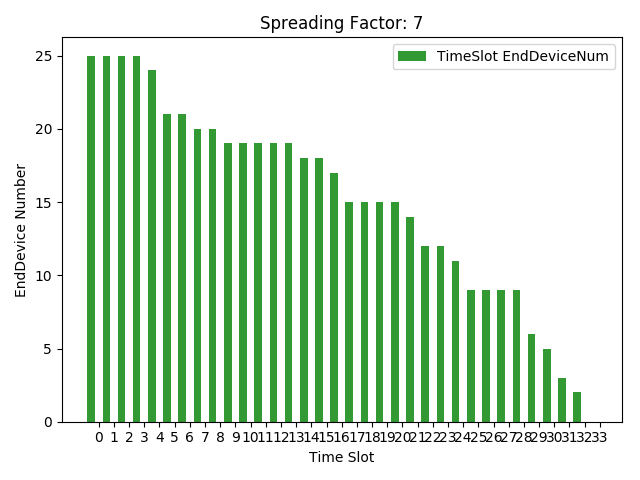 Spreading Factor: 7
TimeSlot EndDeviceNum
EndDevice Number
25
20
15
10
5
0
0 1 2 3 4 5 6 7 8 9 10 11 12 13 14 15 16 17 18 19 20 21 22 23 24 25 26 27 28 29 30 31 32 33
Time Slot